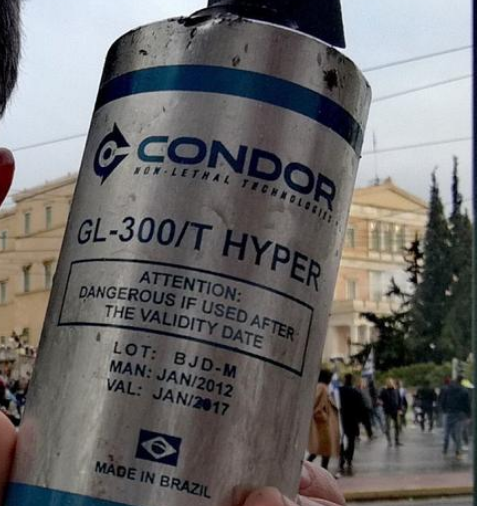 CONDOR
NON-LETHAL TECHNOLOGIES
GL-300/T HYPER
ATTENTION:
DANGEROUS IF USED AFTER
THE VALIDITY DATE
LOT: BJD-M
MAN: JAN/2012
VAL: JAN/2017
MADE IN BRAZIL